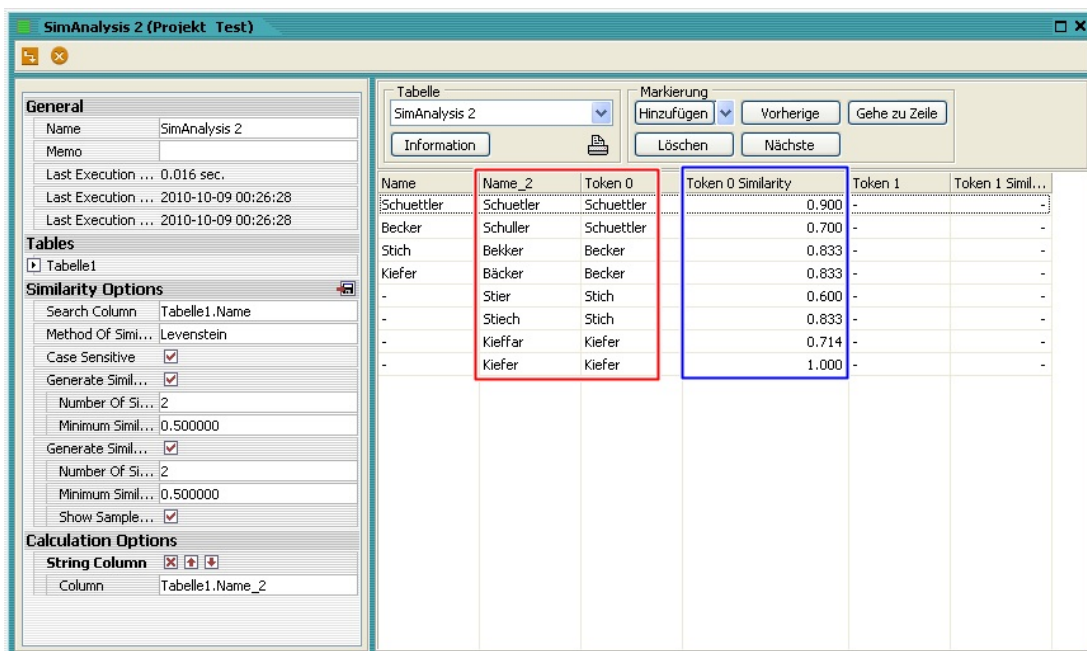 SimAnalysis 2 (Projekt Test)
General
Name SimAnalysis 2
Memo
Last Execution ... 0.016 sec.
Last Execution ... 2010-10-09 00:26:28
Last Execution ... 2010-10-09 00:26:28
Tables
Tabelle1
Similarity Options
Search Column Tabelle1.Name
Method Of Simi... Levenstein
Case Sensitive
Generate Simil...
Number Of Si... 2
Minimum Simil... 0.500000
Generate Simil...
Number Of Si... 2
Minimum Simil... 0.500000
Show Sample...
Calculation Options
String Column
Column Tabelle1.Name_2
Tabelle
SimAnalysis 2
Information
Markierung
Hinzufügen Vorherige Gehe zu Zeile
Löschen Nächste
Name Name_2 Token 0 Token 0 Similarity Token 1 Token 1 Simil...
Schuettler Schuetler Schuettler 0.900 - -
Becker Schuller Schuettler 0.700 - -
Stich Bekker Becker 0.833 - -
Kiefer Bäcker Becker 0.833 - -
- Stier Stich 0.600 - -
- Stiech Stich 0.833 - -
- Kieffar Kiefer 0.714 - -
- Kiefer Kiefer 1.000 - -